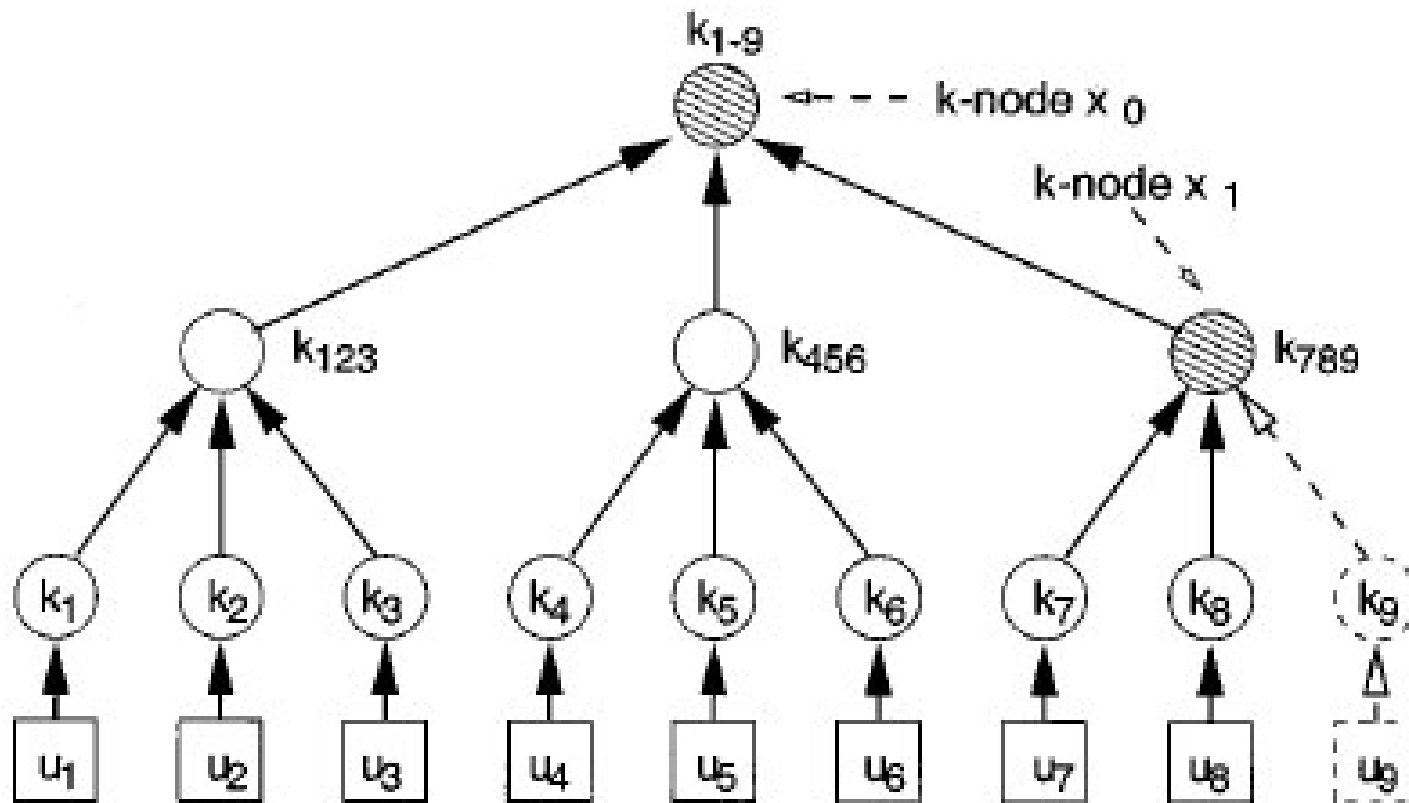 k1-9
k-node x 0
k-node x 1
k123
k456
k789
k1 k2 k3 k4 k5 k6 k7 k8 k9
u1 u2 u3 u4 u5 u6 u7 u8 u9